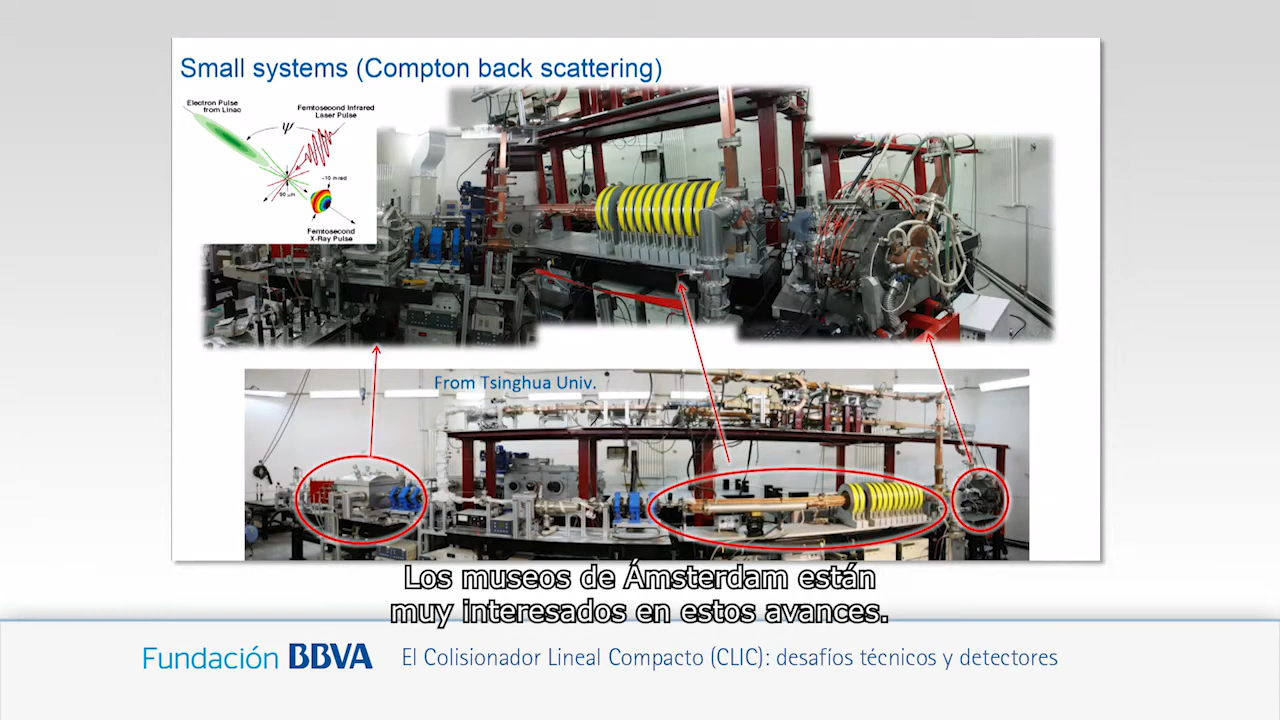 Small systems (Compton back scattering)
Electron Pulse
from Linac
Femtosecond Infrared
Laser Pulse
ψ
~10 mrad
90 μm
Femtosecond
X-Ray Pulse
From Tsinghua Univ.
Los museos de Ámsterdam están
muy interesados en estos avances.
Fundación BBVA
El Colisionador Lineal Compacto (CLIC): desafíos técnicos y detectores